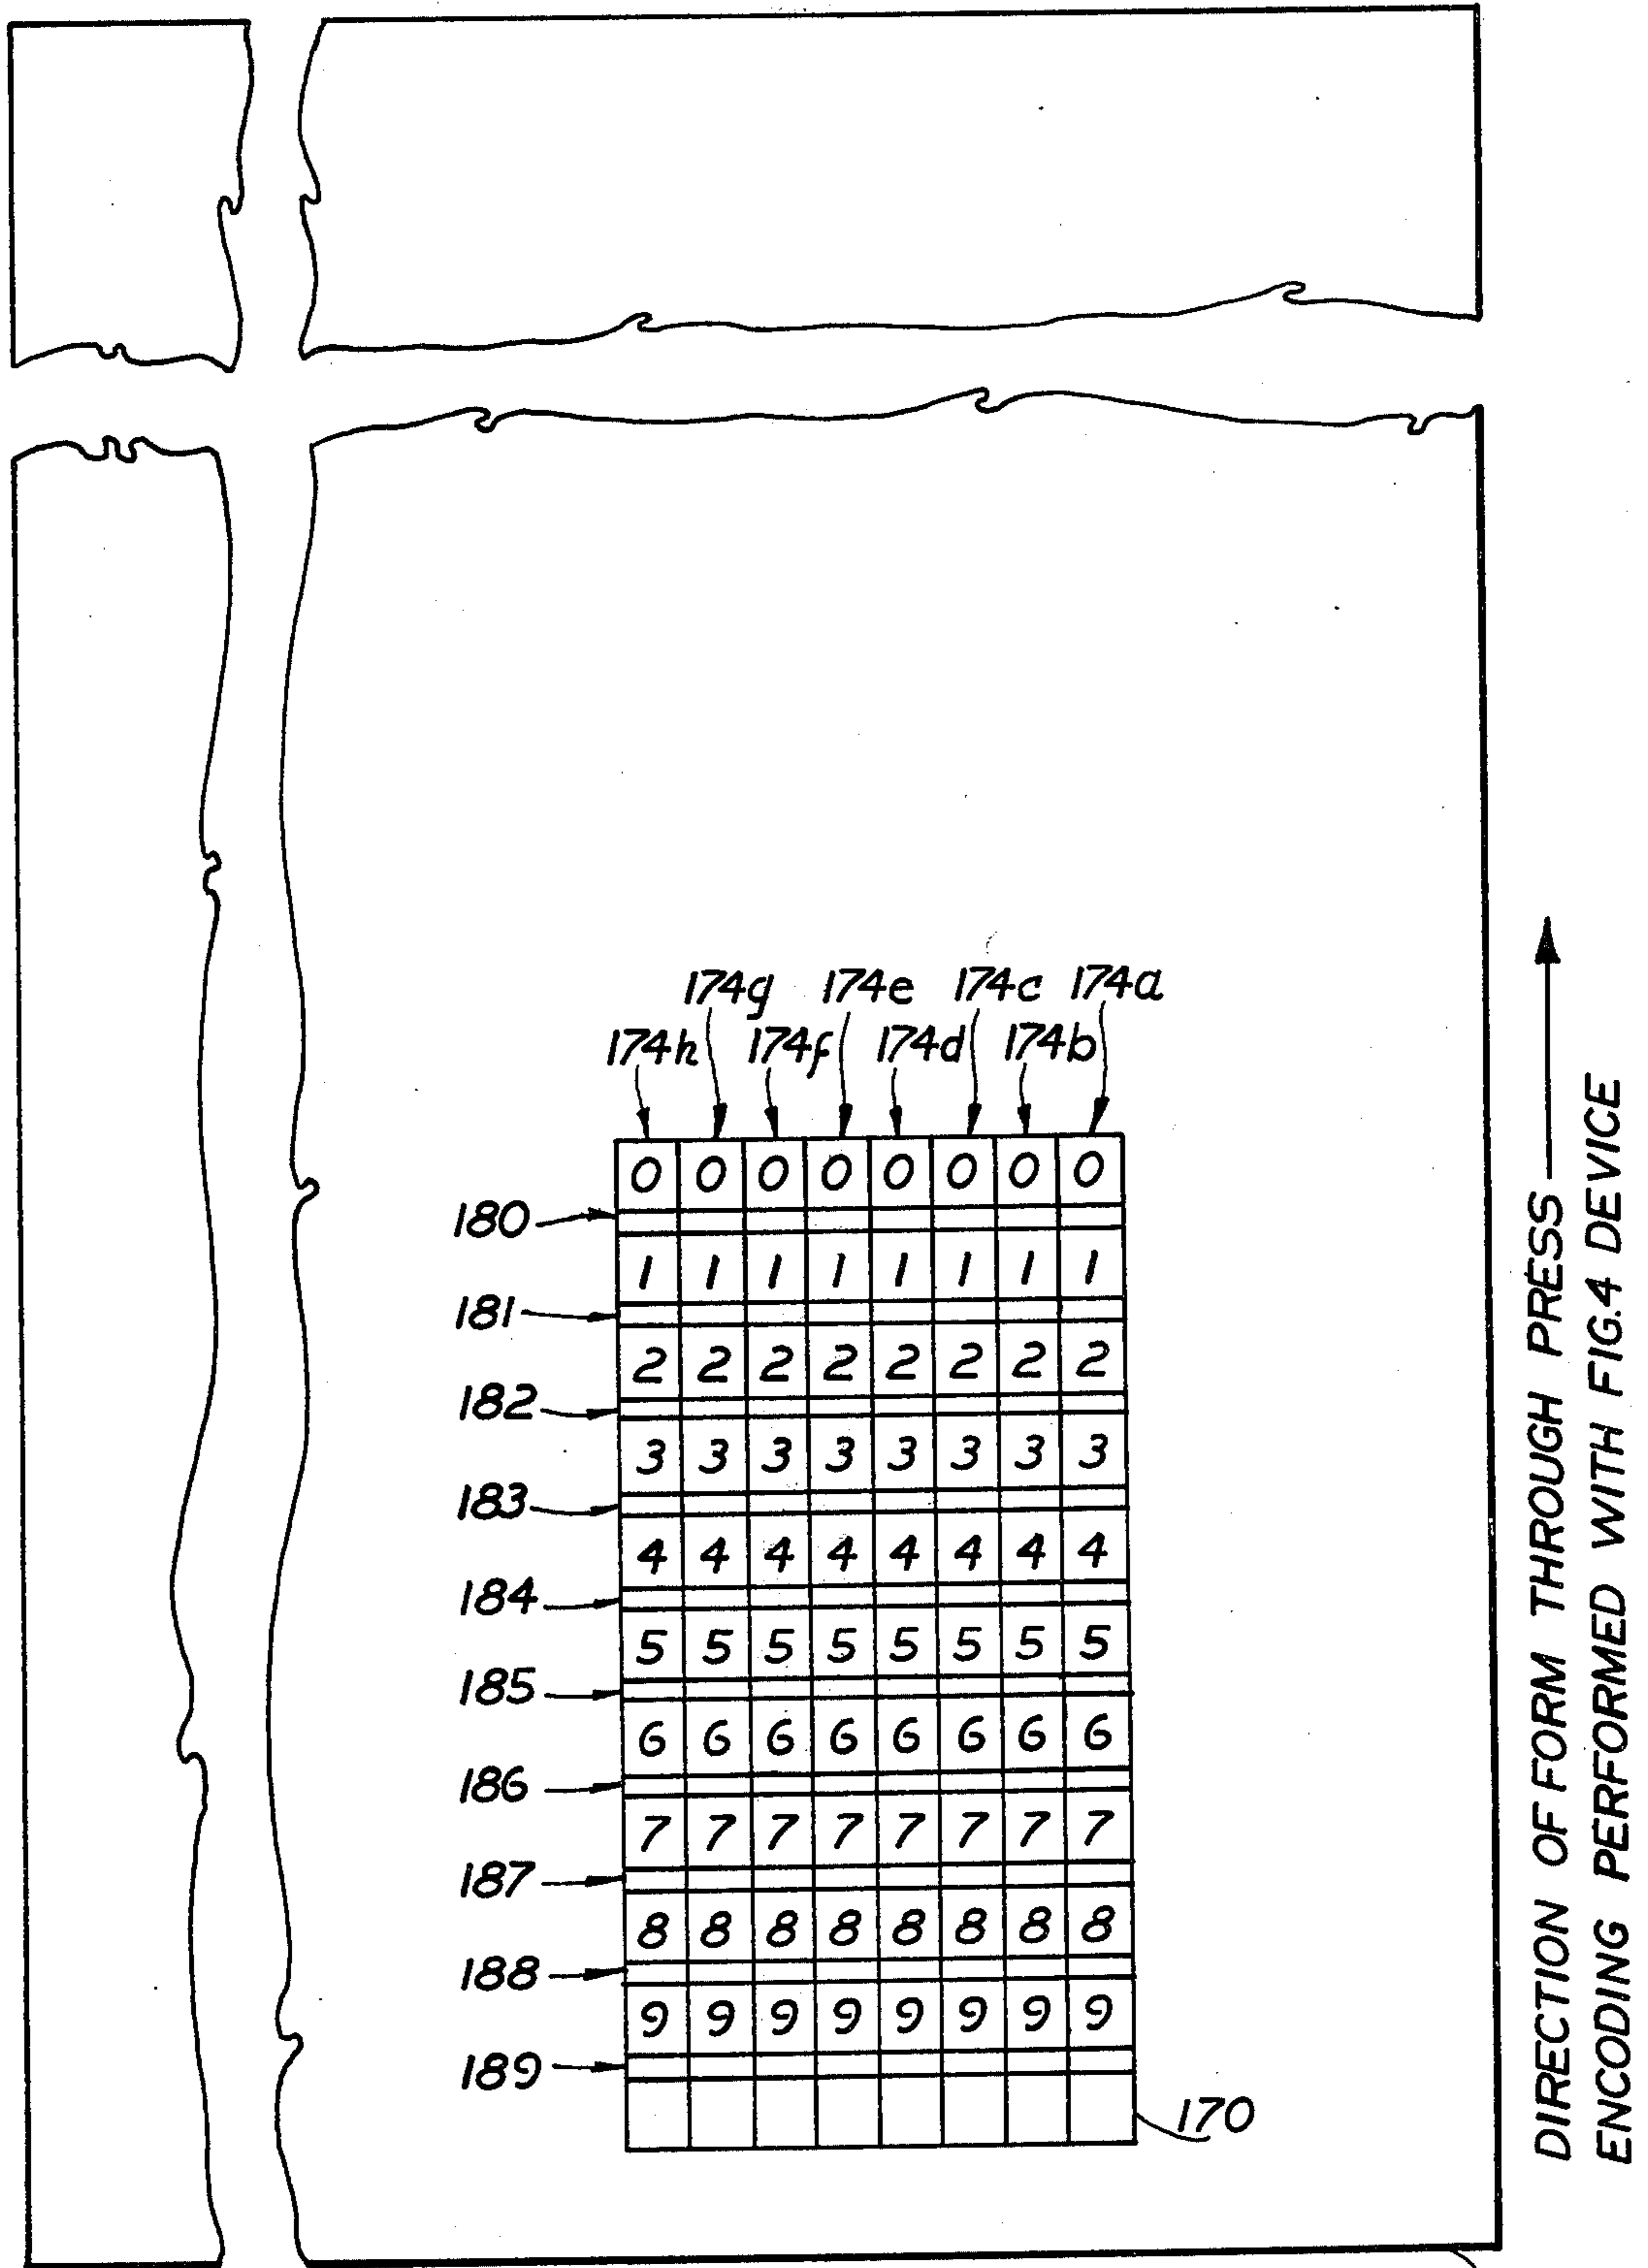 174g 174e 174c 174a
174h 174f 174d 174b
0 0 0 0 0 0 0 0
180
1 1 1 1 1 1 1 1
181
2 2 2 2 2 2 2 2
182
3 3 3 3 3 3 3 3
183
4 4 4 4 4 4 4 4
184
5 5 5 5 5 5 5 5
185
6 6 6 6 6 6 6 6
186
7 7 7 7 7 7 7 7
187
8 8 8 8 8 8 8 8
188
9 9 9 9 9 9 9 9
189
170
DIRECTION OF FORM THROUGH PRESS
ENCODING PERFORMED WITH FIG.4 DEVICE